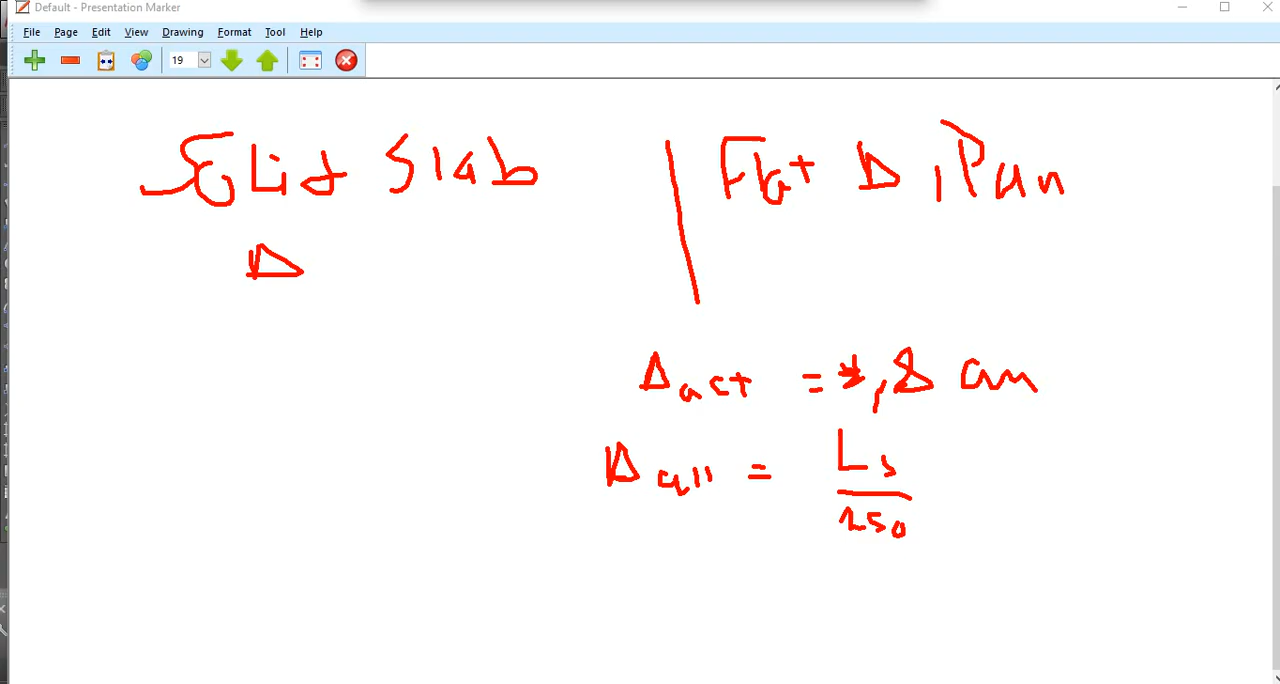 Default - Presentation Marker
File Page Edit View Drawing Format Tool Help
19
Solid Slab | Flat Δ, Pun
Δ
Δact = , 8 cm
Δall = Ls
250